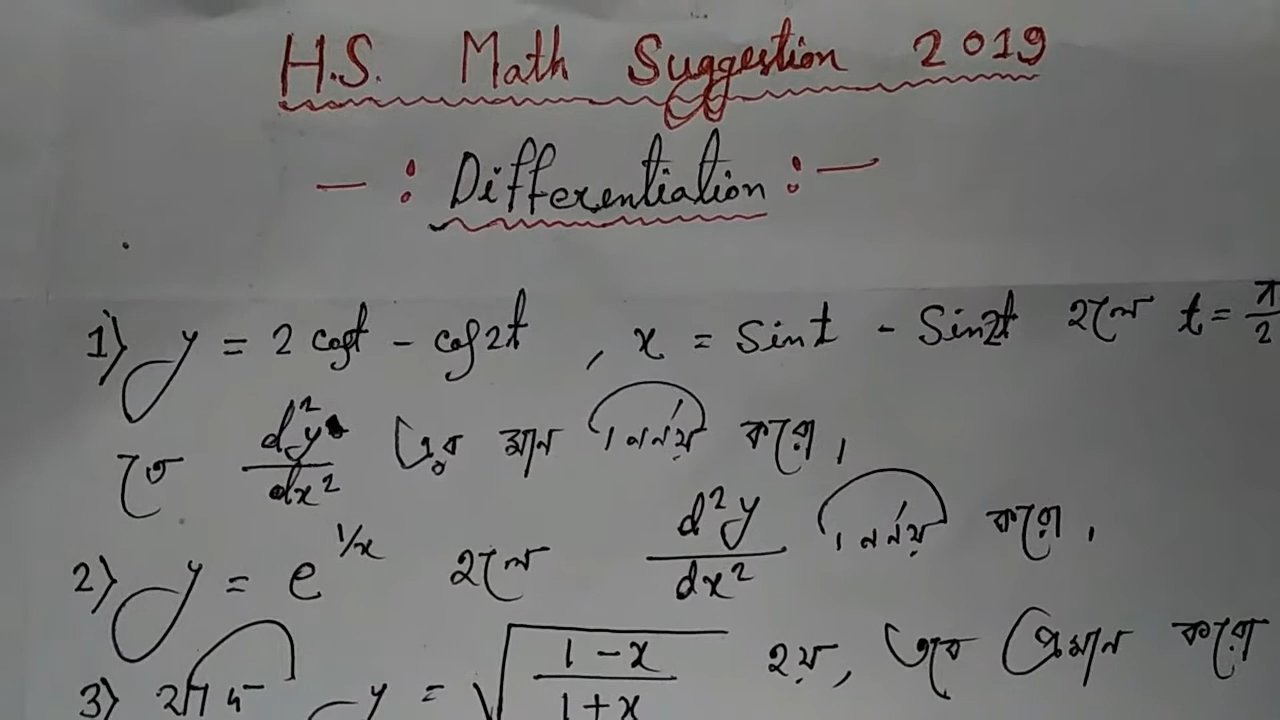 H.S. Math Suggestion 2019
-: Differentiation :-
1) y = 2 cost - cos2t , x = Sint - Sin2t হলে t = π/2
তে d²y/dx² এর মান নির্ণয় করো।
2) y = e^1/x হলে d²y/dx² নির্ণয় করো।
3) যদি y = √(1-x/1+x) হয়, তবে প্রমান করো